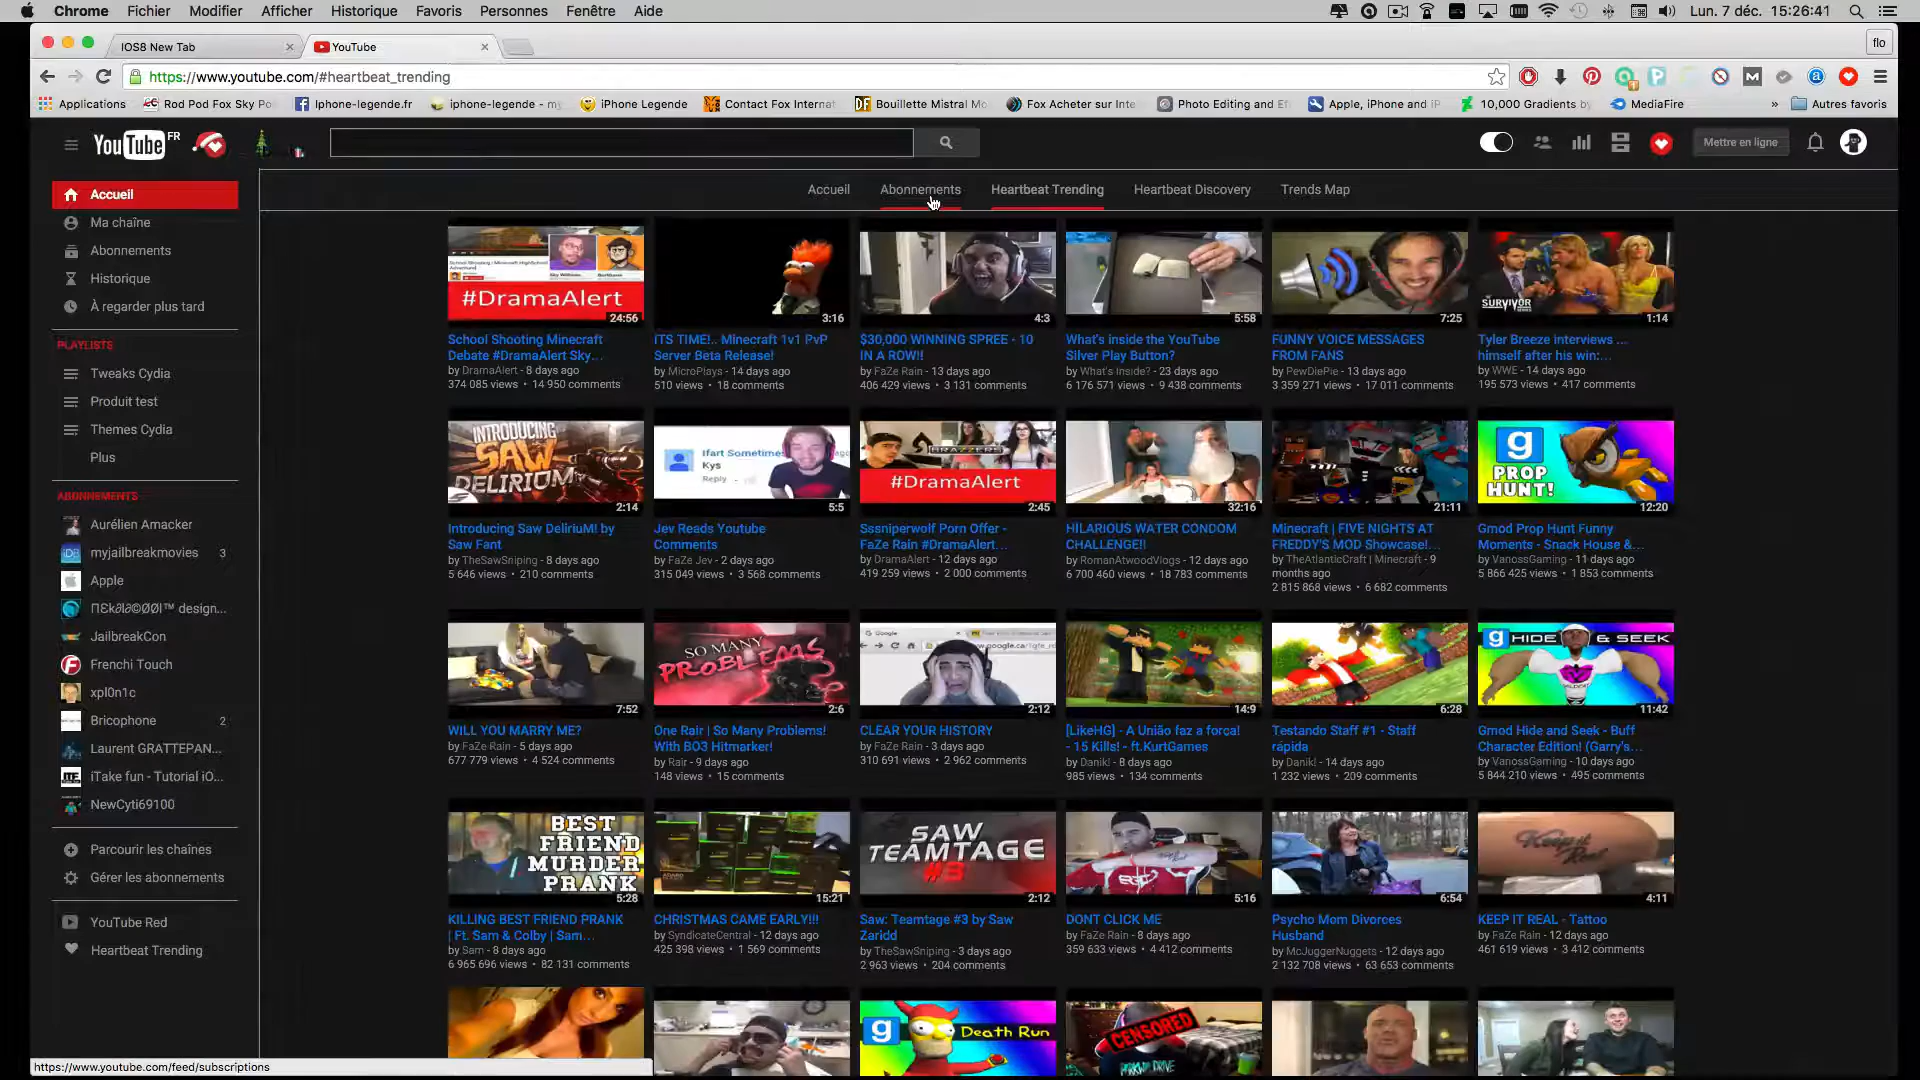 Chrome Fichier Modifier Afficher Historique Favoris Personnes Fenêtre Aide Lun. 7 déc. 15:26:41
IOS8 New Tab YouTube flo
https://www.youtube.com/#heartbeat_trending
Applications Rod Pod Fox Sky Po Iphone-legende.fr iphone-legende - my iPhone Legende Contact Fox Internat Bouillette Mistral Mo Fox Acheter sur Inte Photo Editing and Ef Apple, iPhone and iP 10,000 Gradients by MediaFire » Autres favoris
YouTube FR Mettre en ligne
Accueil Abonnements Heartbeat Trending Heartbeat Discovery Trends Map
Accueil
Ma chaîne
Abonnements
Historique
À regarder plus tard
PLAYLISTS
Tweaks Cydia
Produit test
Themes Cydia
Plus
ABONNEMENTS
Aurélien Amacker
myjailbreakmovies 3
Apple
JailbreakCon
Frenchi Touch
xpl0n1c
Bricophone 2
Laurent GRATTEPAN...
iTake fun - Tutorial iO...
NewCyti69100
Parcourir les chaînes
Gérer les abonnements
YouTube Red
Heartbeat Trending
#DramaAlert
24:56
School Shooting Minecraft
Debate #DramaAlert Sky...
by DramaAlert - 8 days ago
374 085 views • 14 950 comments
3:16
ITS TIME!.. Minecraft 1v1 PvP
Server Beta Release!
by MicroPlays - 14 days ago
510 views • 18 comments
4:3
$30,000 WINNING SPREE - 10
IN A ROW!!
by FaZe Rain - 13 days ago
406 429 views • 3 131 comments
5:58
What's inside the YouTube
Silver Play Button?
by What's Inside? - 23 days ago
6 176 571 views • 9 438 comments
7:25
FUNNY VOICE MESSAGES
FROM FANS
by PewDiePie - 13 days ago
3 359 271 views • 17 011 comments
SURVIVOR
1:14
Tyler Breeze interviews ...
himself after his win:...
by WWE - 14 days ago
195 573 views • 417 comments
INTRODUCING
SAW
DELIRIUM
2:14
Introducing Saw DeliriuM! by
Saw Fant
by TheSawSniping - 8 days ago
5 646 views • 210 comments
Ifart Sometimes
Kys
Reply
5:5
Jev Reads Youtube
Comments
by FaZe Jev - 2 days ago
315 049 views • 3 568 comments
BRAZZERS
#DramaAlert
2:45
Sssniperwolf Porn Offer -
FaZe Rain #DramaAlert...
by DramaAlert - 12 days ago
419 259 views • 2 000 comments
32:16
HILARIOUS WATER CONDOM
CHALLENGE!!
by RomanAtwoodVlogs - 12 days ago
6 700 460 views • 18 783 comments
21:11
Minecraft | FIVE NIGHTS AT
FREDDY'S MOD Showcase!...
by TheAtlanticCraft | Minecraft - 9
months ago
2 815 868 views • 6 682 comments
g
PROP
HUNT!
12:20
Gmod Prop Hunt Funny
Moments - Snack House &...
by VanossGaming - 11 days ago
5 866 425 views • 1 853 comments
7:52
WILL YOU MARRY ME?
by FaZe Rain - 5 days ago
677 779 views • 4 524 comments
SO MANY
PROBLEMS
2:6
One Rair | So Many Problems!
With BO3 Hitmarker!
by Rair - 9 days ago
148 views • 15 comments
Google
2:12
CLEAR YOUR HISTORY
by FaZe Rain - 3 days ago
310 691 views • 2 962 comments
14:9
[LikeHG] - A União faz a força!
- 15 Kills! - ft.KurtGames
by Danik! - 8 days ago
985 views • 134 comments
6:28
Testando Staff #1 - Staff
rápida
by Danik! - 14 days ago
1 232 views • 209 comments
g HIDE & SEEK
11:42
Gmod Hide and Seek - Buff
Character Edition! (Garry's...
by VanossGaming - 10 days ago
5 844 210 views • 495 comments
BEST
FRIEND
MURDER
PRANK
5:28
KILLING BEST FRIEND PRANK
| Ft. Sam & Colby | Sam...
by Sam - 8 days ago
6 965 696 views • 82 131 comments
15:21
CHRISTMAS CAME EARLY!!!
by SyndicateCentral - 12 days ago
425 398 views • 1 569 comments
SAW
TEAMTAGE
#3
2:12
Saw: Teamtage #3 by Saw
Zaridd
by TheSawSniping - 3 days ago
2 963 views • 204 comments
5:16
DONT CLICK ME
by FaZe Rain - 8 days ago
359 633 views • 4 412 comments
6:54
Psycho Mom Divorces
Husband
by McJuggerNuggets - 12 days ago
2 132 708 views • 63 653 comments
Keep it
Real
4:11
KEEP IT REAL - Tattoo
by FaZe Rain - 12 days ago
461 619 views • 3 412 comments
g Death Run
CENSORED
https://www.youtube.com/feed/subscriptions